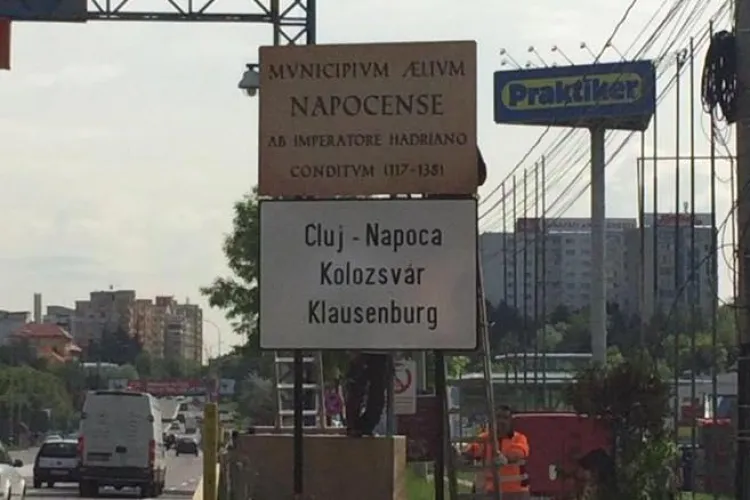 MVNICIPIVM ÆLIVM
NAPOCENSE
AB IMPERATORE HADRIANO
CONDITVM (117-138)
Cluj - Napoca
Kolozsvár
Klausenburg
Praktiker